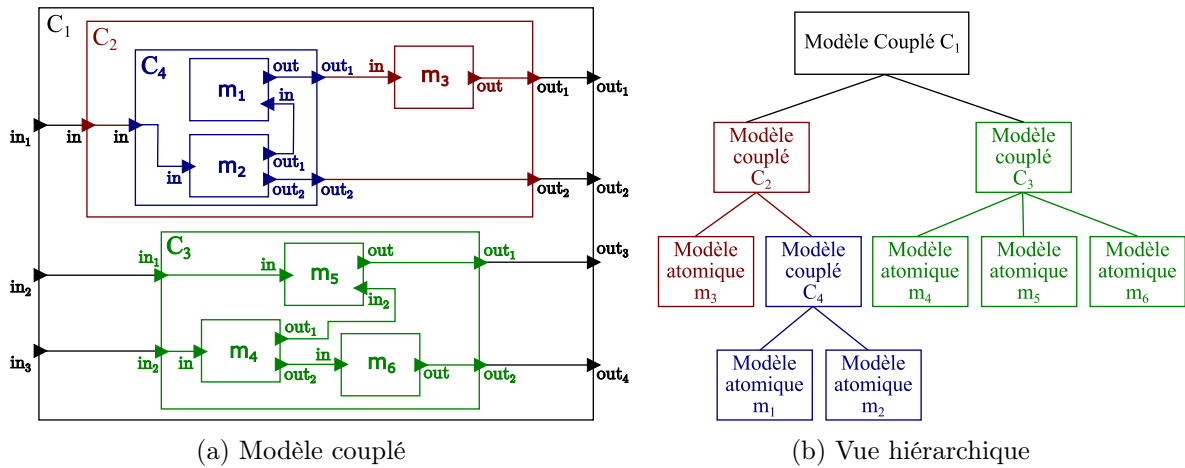 C₁
C₂
C₄
m₁
out
out₁
in
m₃
out
out₁
out₁
in
in₁
in
in
m₂
in
out₁
out₂
out₂
out₂
out₂
C₃
in₁
in
m₅
out
out₁
out₃
in₂
in₂
m₄
out₁
in
m₆
in₃
in₂
in
out₂
out
out₂
out₄
(a) Modèle couplé
Modèle Couplé C₁
Modèle
couplé
C₂
Modèle
couplé
C₃
Modèle
atomique
m₃
Modèle
couplé
C₄
Modèle
atomique
m₄
Modèle
atomique
m₅
Modèle
atomique
m₆
Modèle
atomique
m₁
Modèle
atomique
m₂
(b) Vue hiérarchique